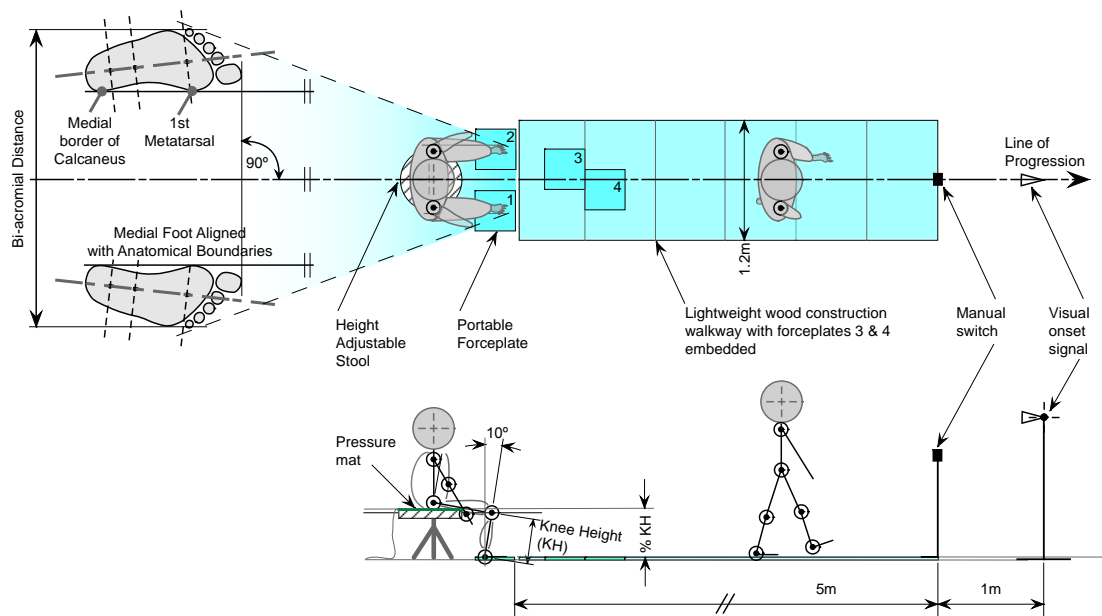 Bi-acromial Distance
Medial
border of
Calcaneus
1st
Metatarsal
90º
Medial Foot Aligned
with Anatomical Boundaries
2
1
3
4
1.2m
Line of
Progression
Height
Adjustable
Stool
Portable
Forceplate
Lightweight wood construction
walkway with forceplates 3 & 4
embedded
Manual
switch
Visual
onset
signal
Pressure
mat
10º
Knee Height
(KH)
% KH
5m
1m